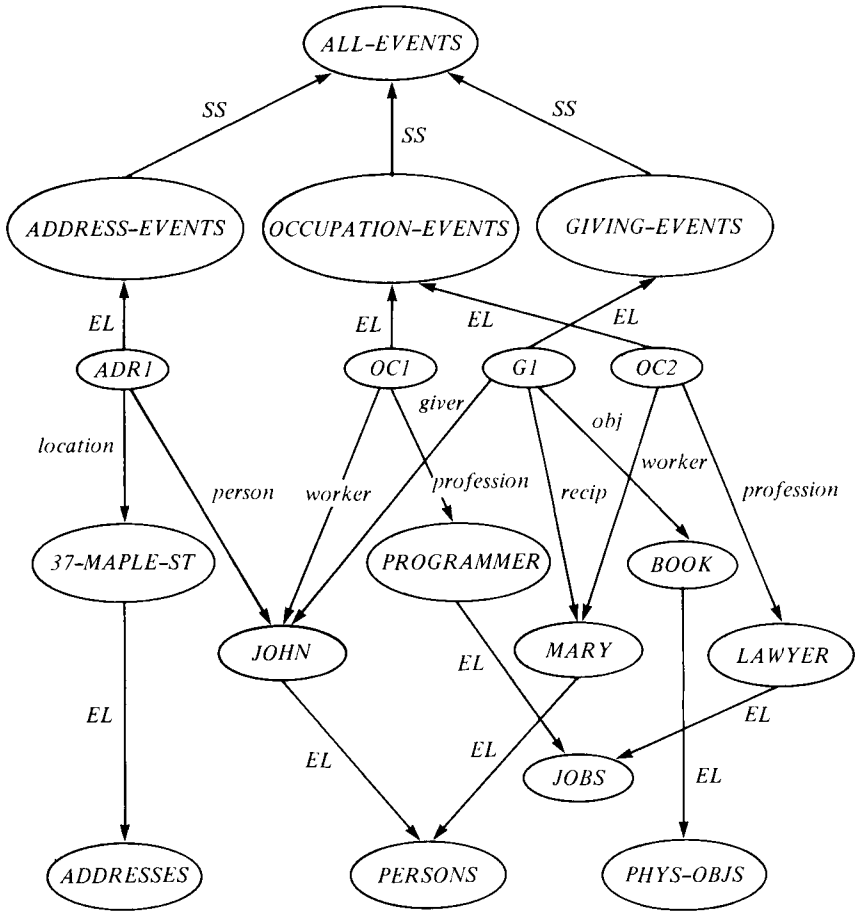 ALL-EVENTS
SS
SS
SS
ADDRESS-EVENTS
OCCUPATION-EVENTS
GIVING-EVENTS
EL
EL
EL
EL
ADR1
OC1
G1
OC2
giver
obj
location
person
worker
profession
recip
worker
profession
37-MAPLE-ST
PROGRAMMER
BOOK
JOHN
MARY
LAWYER
EL
EL
EL
EL
EL
EL
JOBS
ADDRESSES
PERSONS
PHYS-OBJS